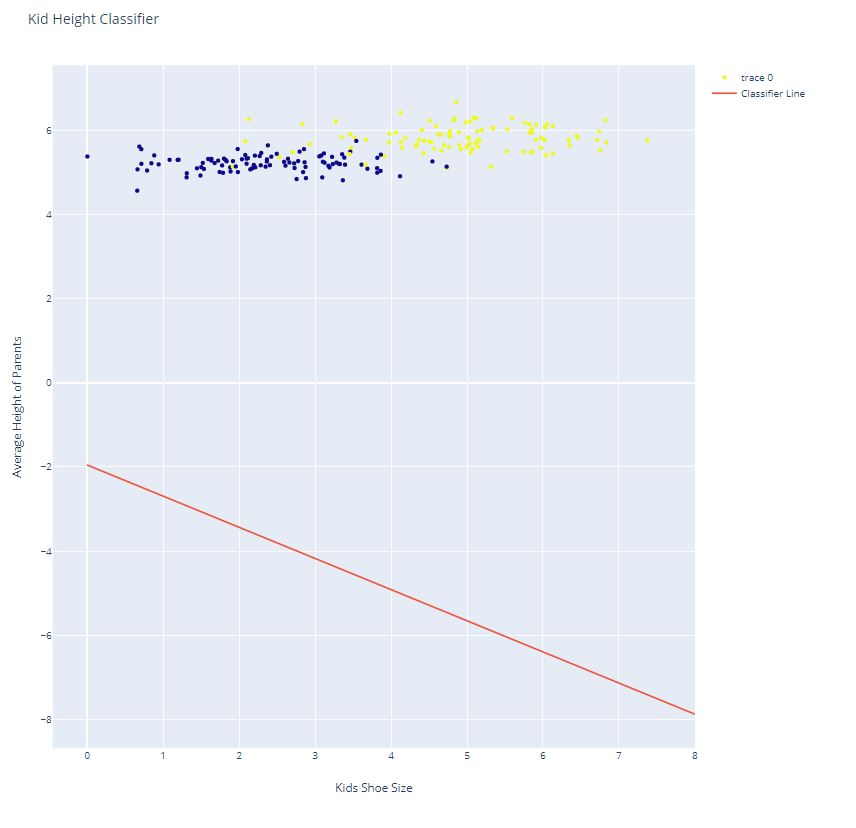 Kid Height Classifier
trace 0
Classifier Line
6
4
2
0
−2
−4
−6
−8
Average Height of Parents
0 1 2 3 4 5 6 7 8
Kids Shoe Size